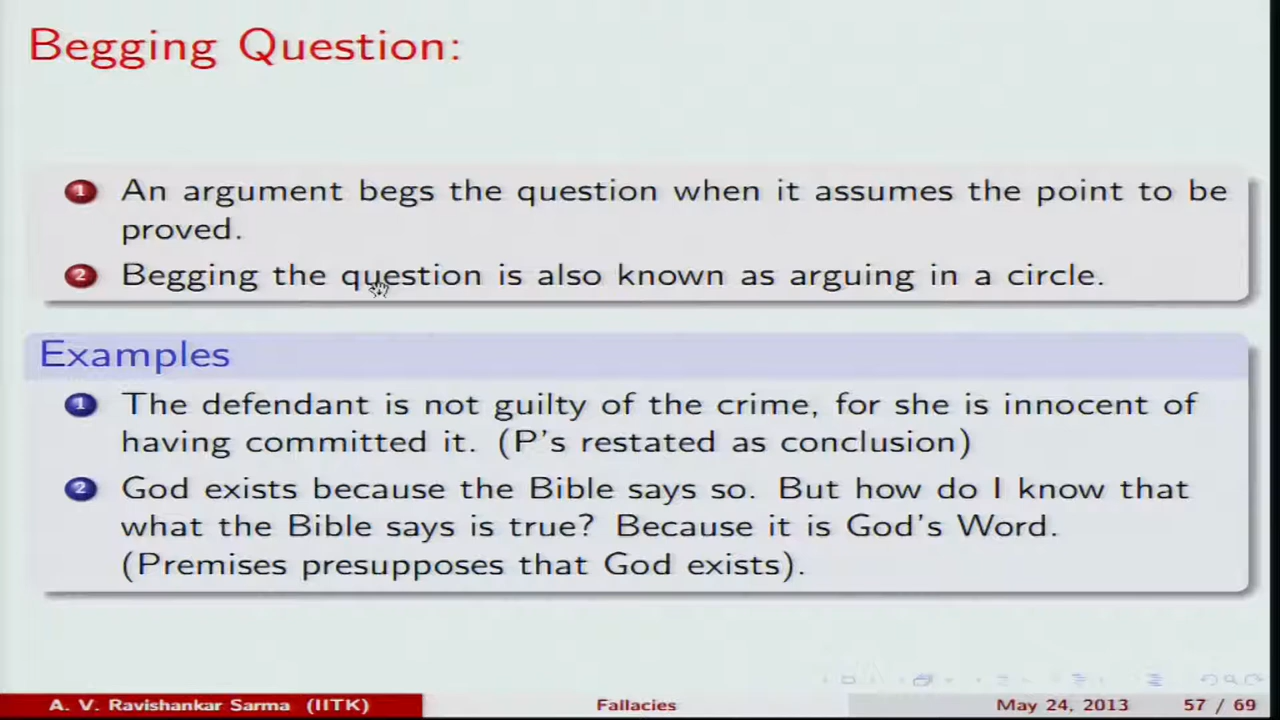 Begging Question:
1 An argument begs the question when it assumes the point to be
proved.
2 Begging the question is also known as arguing in a circle.
Examples
1 The defendant is not guilty of the crime, for she is innocent of
having committed it. (P's restated as conclusion)
2 God exists because the Bible says so. But how do I know that
what the Bible says is true? Because it is God's Word.
(Premises presupposes that God exists).
A. V. Ravishankar Sarma (IITK) Fallacies May 24, 2013 57 / 69